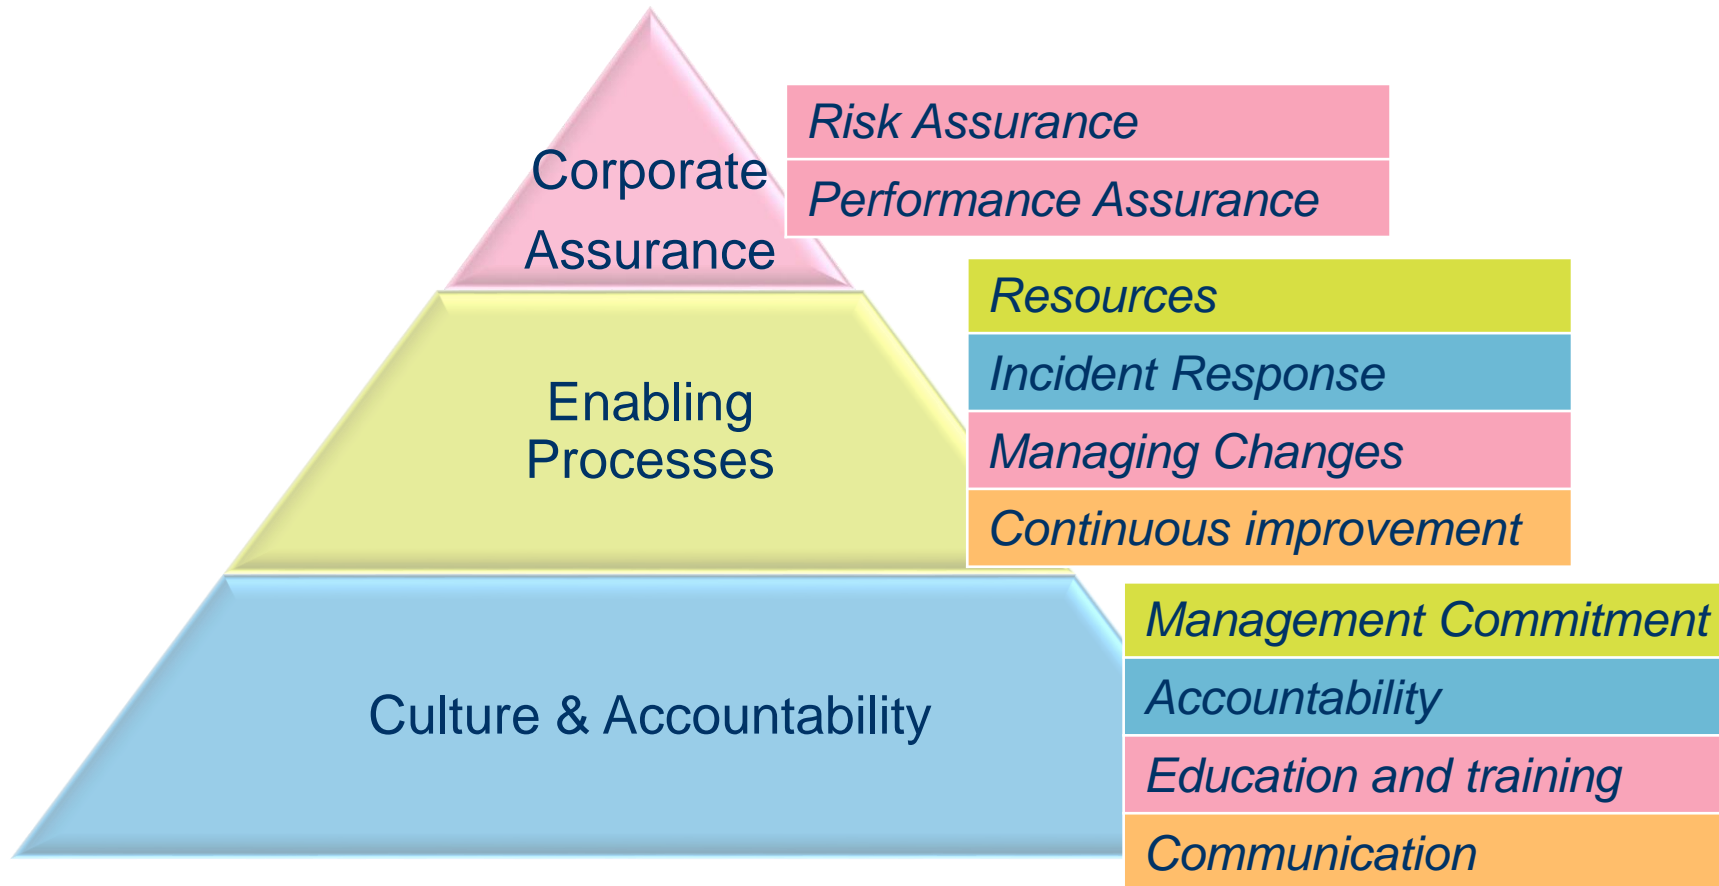 Corporate
Assurance
Risk Assurance
Performance Assurance
Enabling
Processes
Resources
Incident Response
Managing Changes
Continuous improvement
Culture & Accountability
Management Commitment
Accountability
Education and training
Communication